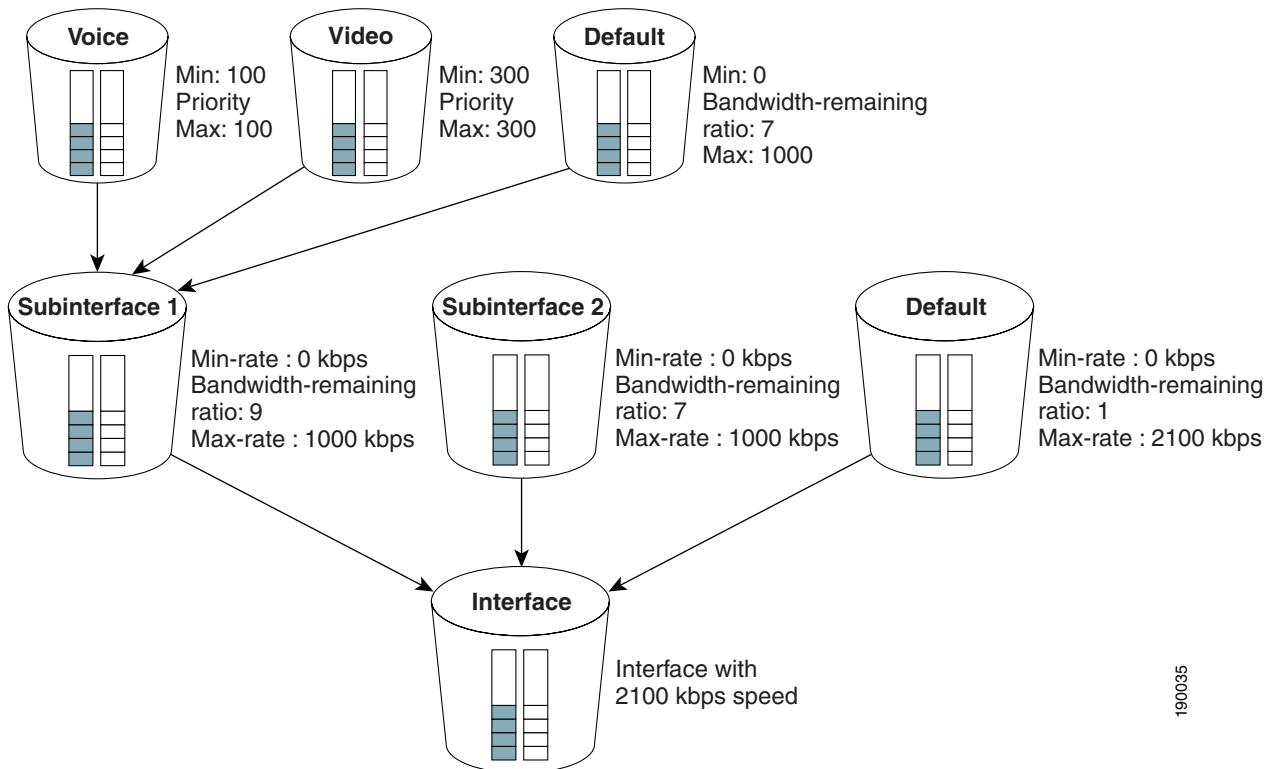 Voice
Min: 100
Priority
Max: 100
Video
Min: 300
Priority
Max: 300
Default
Min: 0
Bandwidth-remaining
ratio: 7
Max: 1000
Subinterface 1
Min-rate : 0 kbps
Bandwidth-remaining
ratio: 9
Max-rate : 1000 kbps
Subinterface 2
Min-rate : 0 kbps
Bandwidth-remaining
ratio: 7
Max-rate : 1000 kbps
Default
Min-rate : 0 kbps
Bandwidth-remaining
ratio: 1
Max-rate : 2100 kbps
Interface
Interface with
2100 kbps speed
190035